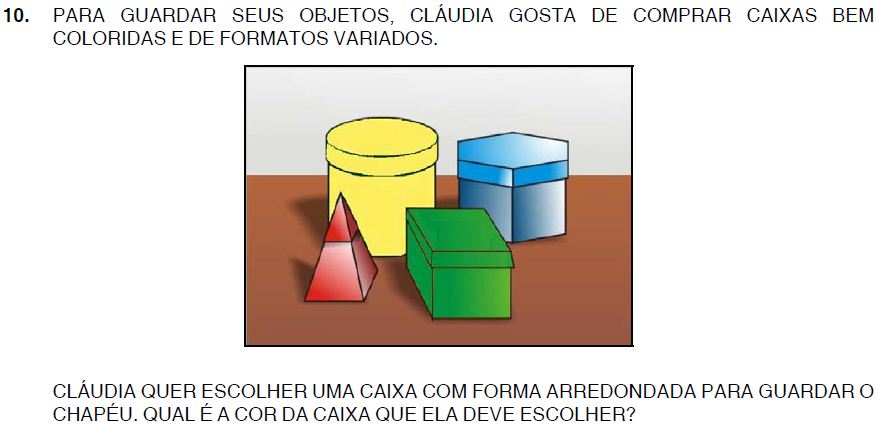 10. PARA GUARDAR SEUS OBJETOS, CLÁUDIA GOSTA DE COMPRAR CAIXAS BEM
COLORIDAS E DE FORMATOS VARIADOS.
CLÁUDIA QUER ESCOLHER UMA CAIXA COM FORMA ARREDONDADA PARA GUARDAR O
CHAPÉU. QUAL É A COR DA CAIXA QUE ELA DEVE ESCOLHER?